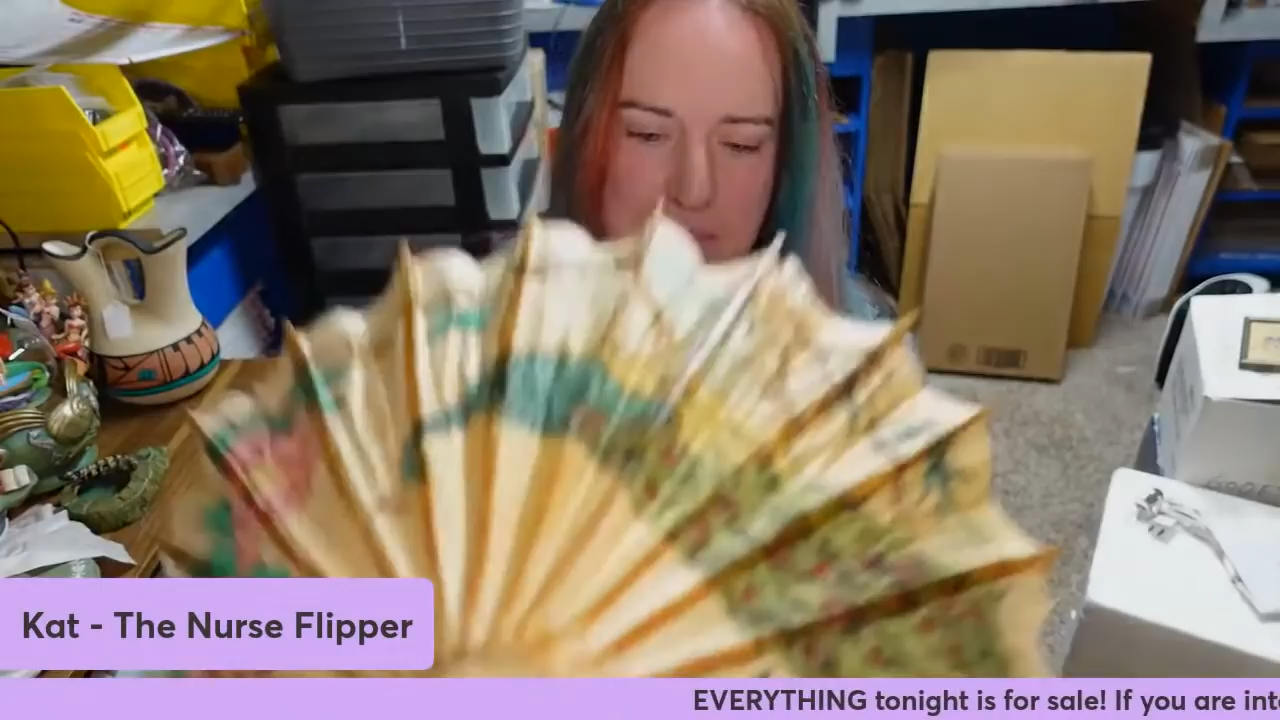 Kat - The Nurse Flipper
EVERYTHING tonight is for sale! If you are int